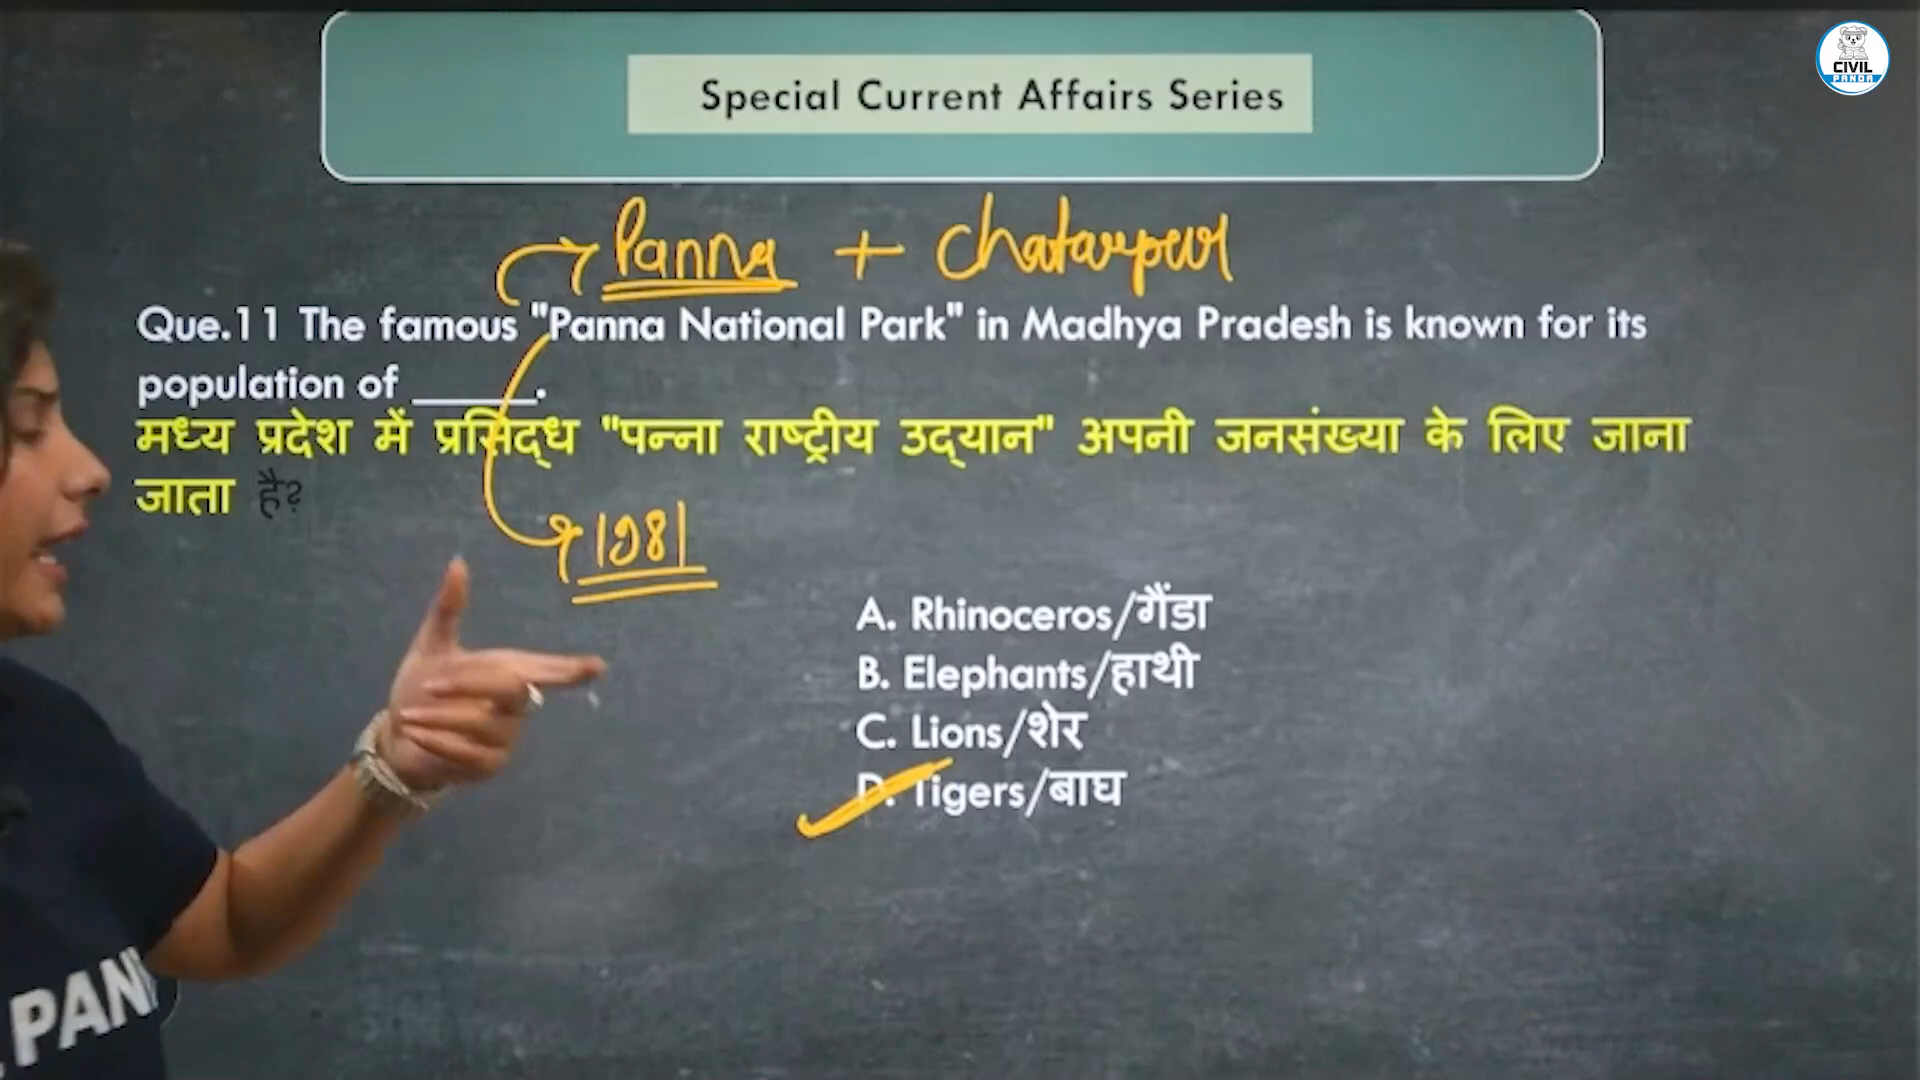 CIVIL
PANDA
Special Current Affairs Series
Panna + Chatarpur
Que.11 The famous "Panna National Park" in Madhya Pradesh is known for its
population of ______.
मध्य प्रदेश में प्रसिद्ध "पन्ना राष्ट्रीय उद्यान" अपनी जनसंख्या के लिए जाना
जाता है?
1981
A. Rhinoceros/गैंडा
B. Elephants/हाथी
C. Lions/शेर
D. Tigers/बाघ
PAN